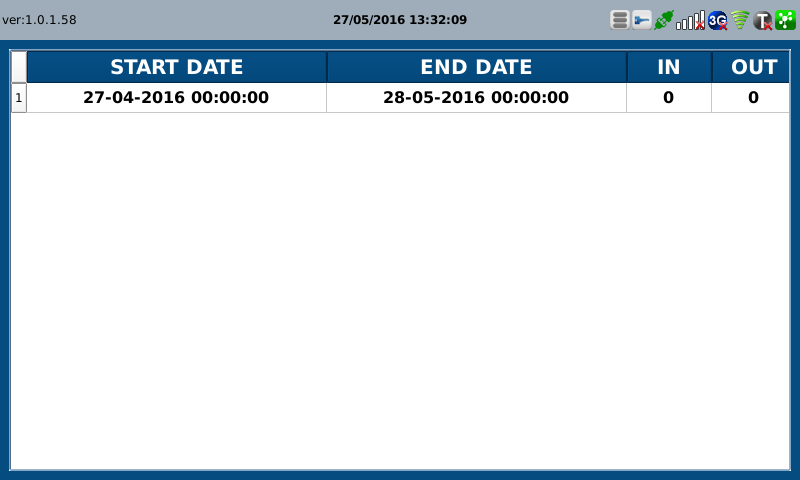 ver:1.0.1.58 27/05/2016 13:32:09 3G T
START DATE END DATE IN OUT
1 27-04-2016 00:00:00 28-05-2016 00:00:00 0 0